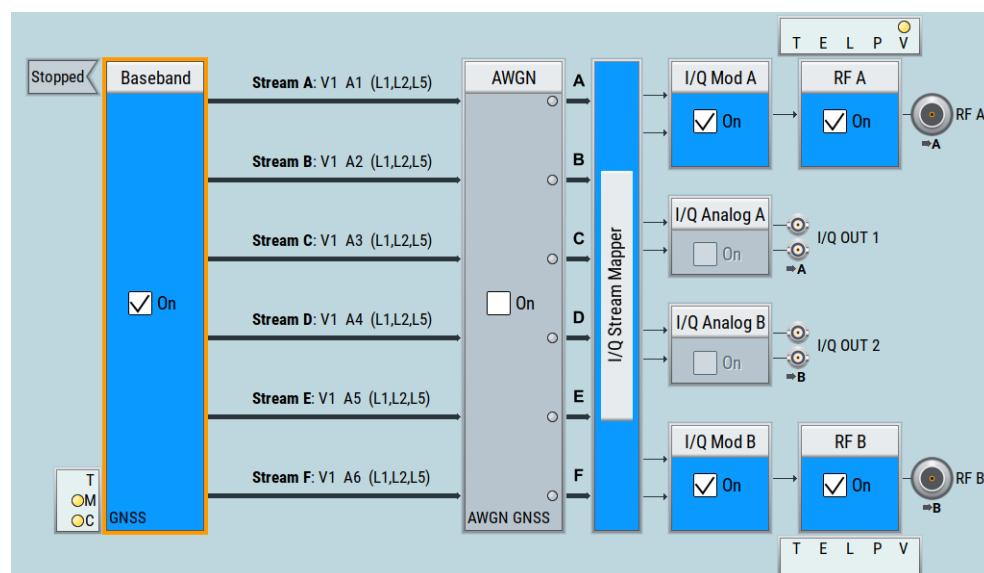 T E L P V
Stopped
Baseband
Stream A: V1 A1 (L1,L2,L5)
AWGN
A
I/Q Mod A
RF A
On
On
RF A
⇒A
Stream B: V1 A2 (L1,L2,L5)
B
I/Q Analog A
Stream C: V1 A3 (L1,L2,L5)
C
On
I/Q OUT 1
⇒A
On
On
I/Q Stream Mapper
Stream D: V1 A4 (L1,L2,L5)
D
I/Q Analog B
On
I/Q OUT 2
⇒B
Stream E: V1 A5 (L1,L2,L5)
E
I/Q Mod B
RF B
Stream F: V1 A6 (L1,L2,L5)
F
On
On
RF B
⇒B
T
M
C
GNSS
AWGN GNSS
T E L P V